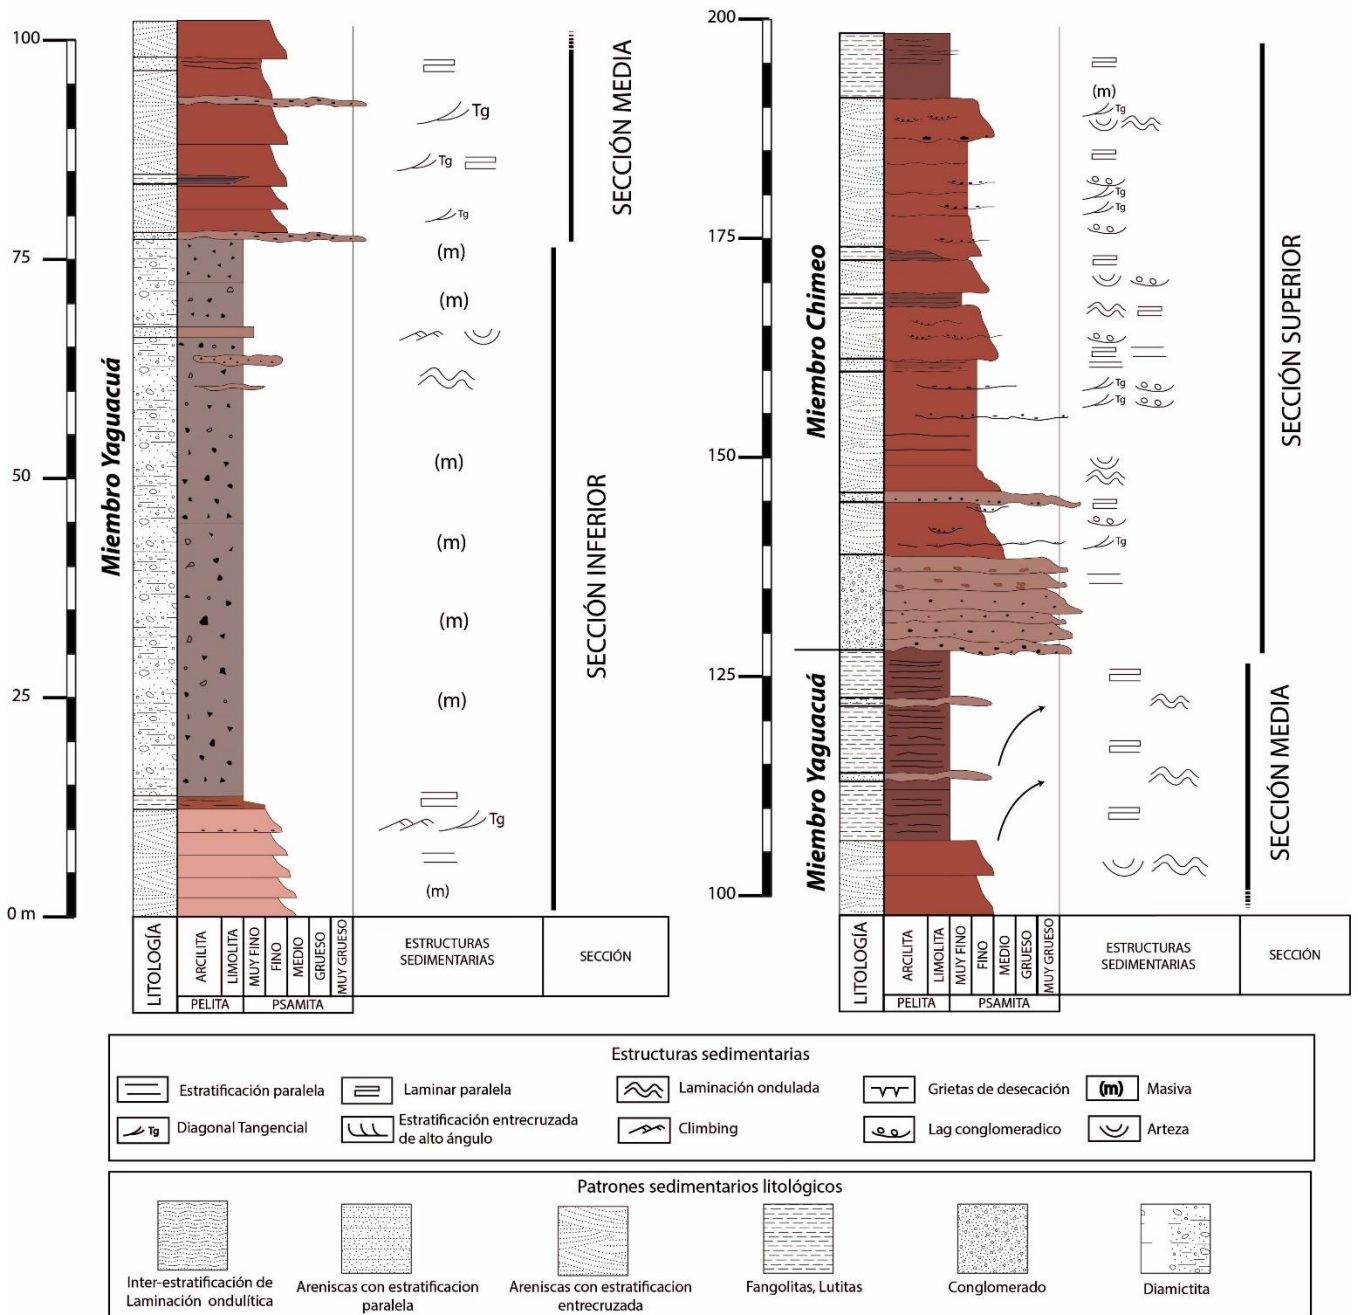 100
75
50
25
0 m
Miembro Yaguacuá
Tg
Tg
Tg
(m)
(m)
(m)
(m)
(m)
(m)
Tg
(m)
SECCIÓN MEDIA
SECCIÓN INFERIOR
LITOLOGÍA
ARCILITA
LIMOLITA
MUY FINO
FINO
MEDIO
GRUESO
MUY GRUESO
PELITA
PSAMITA
ESTRUCTURAS
SEDIMENTARIAS
SECCIÓN
200
175
150
125
100
Miembro Chimeo
Miembro Yaguacuá
(m)
Tg
Tg
Tg
Tg
Tg
Tg
SECCIÓN SUPERIOR
SECCIÓN MEDIA
LITOLOGÍA
ARCILITA
LIMOLITA
MUY FINO
FINO
MEDIO
GRUESO
MUY GRUESO
PELITA
PSAMITA
ESTRUCTURAS
SEDIMENTARIAS
SECCIÓN
Estructuras sedimentarias
Estratificación paralela
Laminar paralela
Laminación ondulada
Grietas de desecación
(m) Masiva
Tg Diagonal Tangencial
Estratificación entrecruzada
de alto ángulo
Climbing
Lag conglomeradico
Arteza
Patrones sedimentarios litológicos
Inter-estratificación de
Laminación ondulítica
Areniscas con estratificacion
paralela
Areniscas con estratificacion
entrecruzada
Fangolitas, Lutitas
Conglomerado
Diamictita